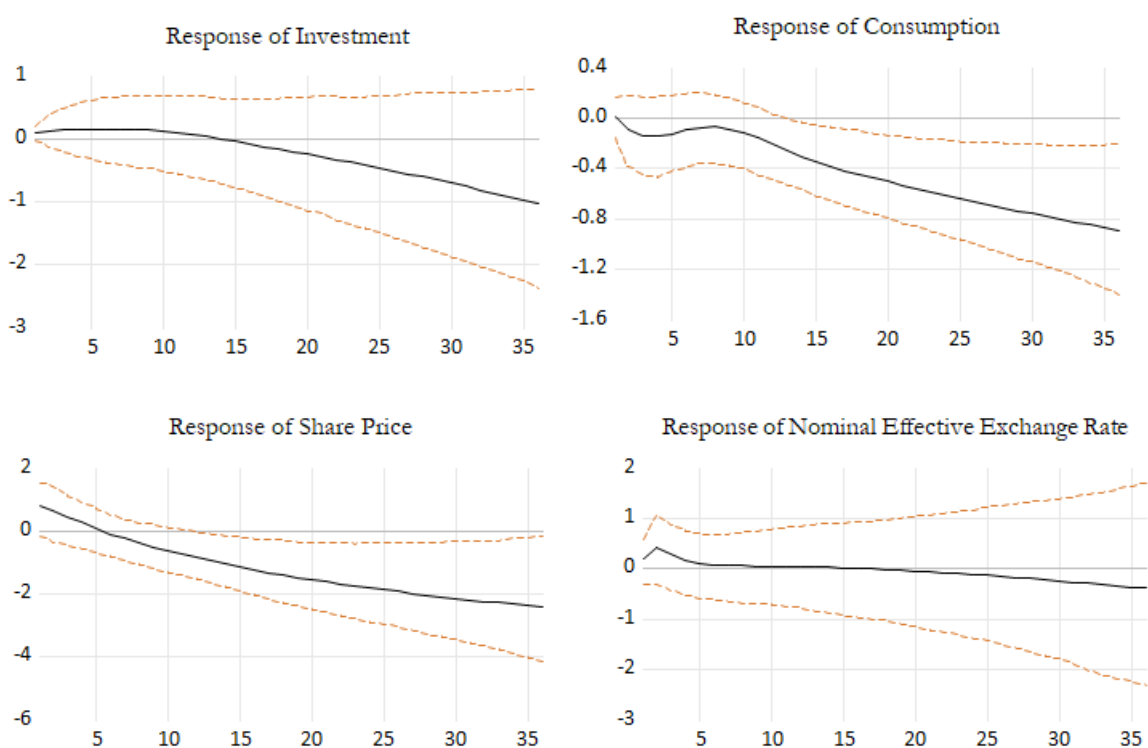 Response of Investment
1
0
-1
-2
-3
5 10 15 20 25 30 35
Response of Consumption
0.4
0.0
-0.4
-0.8
-1.2
-1.6
5 10 15 20 25 30 35
Response of Share Price
2
0
-2
-4
-6
5 10 15 20 25 30 35
Response of Nominal Effective Exchange Rate
2
1
0
-1
-2
-3
5 10 15 20 25 30 35